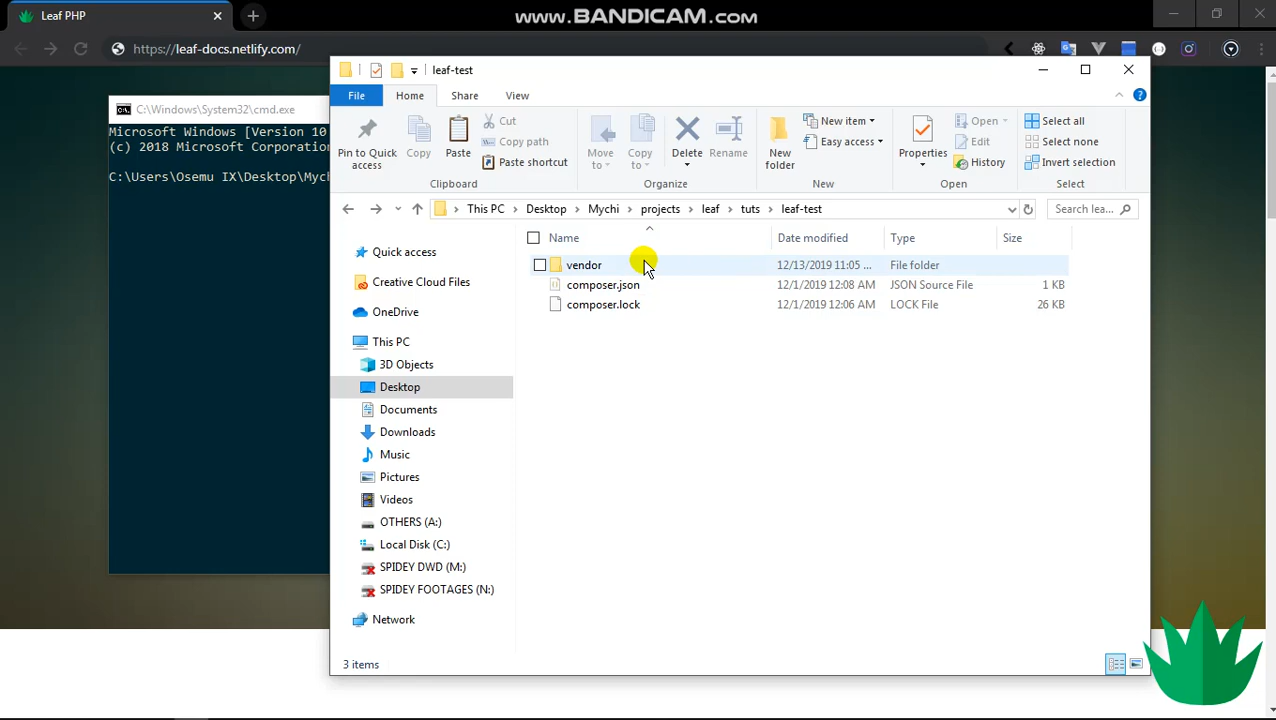 Leaf PHP
www.BANDICAM.com
https://leaf-docs.netlify.com/
leaf-test
C:\Windows\System32\cmd.exe
Microsoft Windows [Version 10
(c) 2018 Microsoft Corporation
C:\Users\Osemu IX\Desktop\Mych
File
Home
Share
View
Pin to Quick access
Copy
Paste
Cut
Copy path
Paste shortcut
Clipboard
Move to
Copy to
Delete
Rename
Organize
New folder
New item
Easy access
New
Properties
Open
Edit
History
Open
Select all
Select none
Invert selection
Select
This PC
Desktop
Mychi
projects
leaf
tuts
leaf-test
Search lea...
Name
Date modified
Type
Size
vendor
12/13/2019 11:05 ...
File folder
composer.json
12/1/2019 12:08 AM
JSON Source File
1 KB
composer.lock
12/1/2019 12:06 AM
LOCK File
26 KB
Quick access
Creative Cloud Files
OneDrive
This PC
3D Objects
Desktop
Documents
Downloads
Music
Pictures
Videos
OTHERS (A:)
Local Disk (C:)
SPIDEY DWD (M:)
SPIDEY FOOTAGES (N:)
Network
3 items